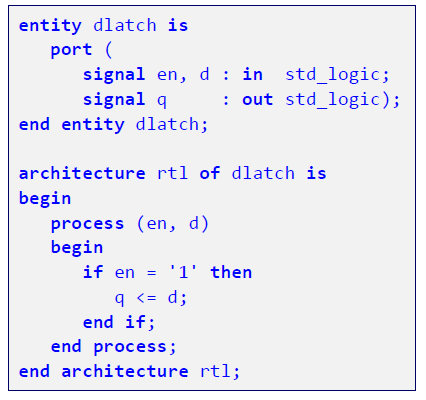 entity dlatch is
port (
signal en, d : in std_logic;
signal q : out std_logic);
end entity dlatch;
architecture rtl of dlatch is
begin
process (en, d)
begin
if en = '1' then
q <= d;
end if;
end process;
end architecture rtl;